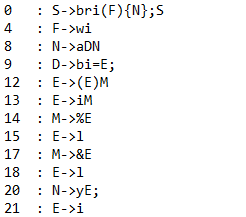 0   : S->bri(F){N};S
4   : F->wi
8   : N->aDN
9   : D->bi=E;
12  : E->(E)M
13  : E->iM
14  : M->%E
15  : E->l
17  : M->&E
18  : E->l
20  : N->yE;
21  : E->i